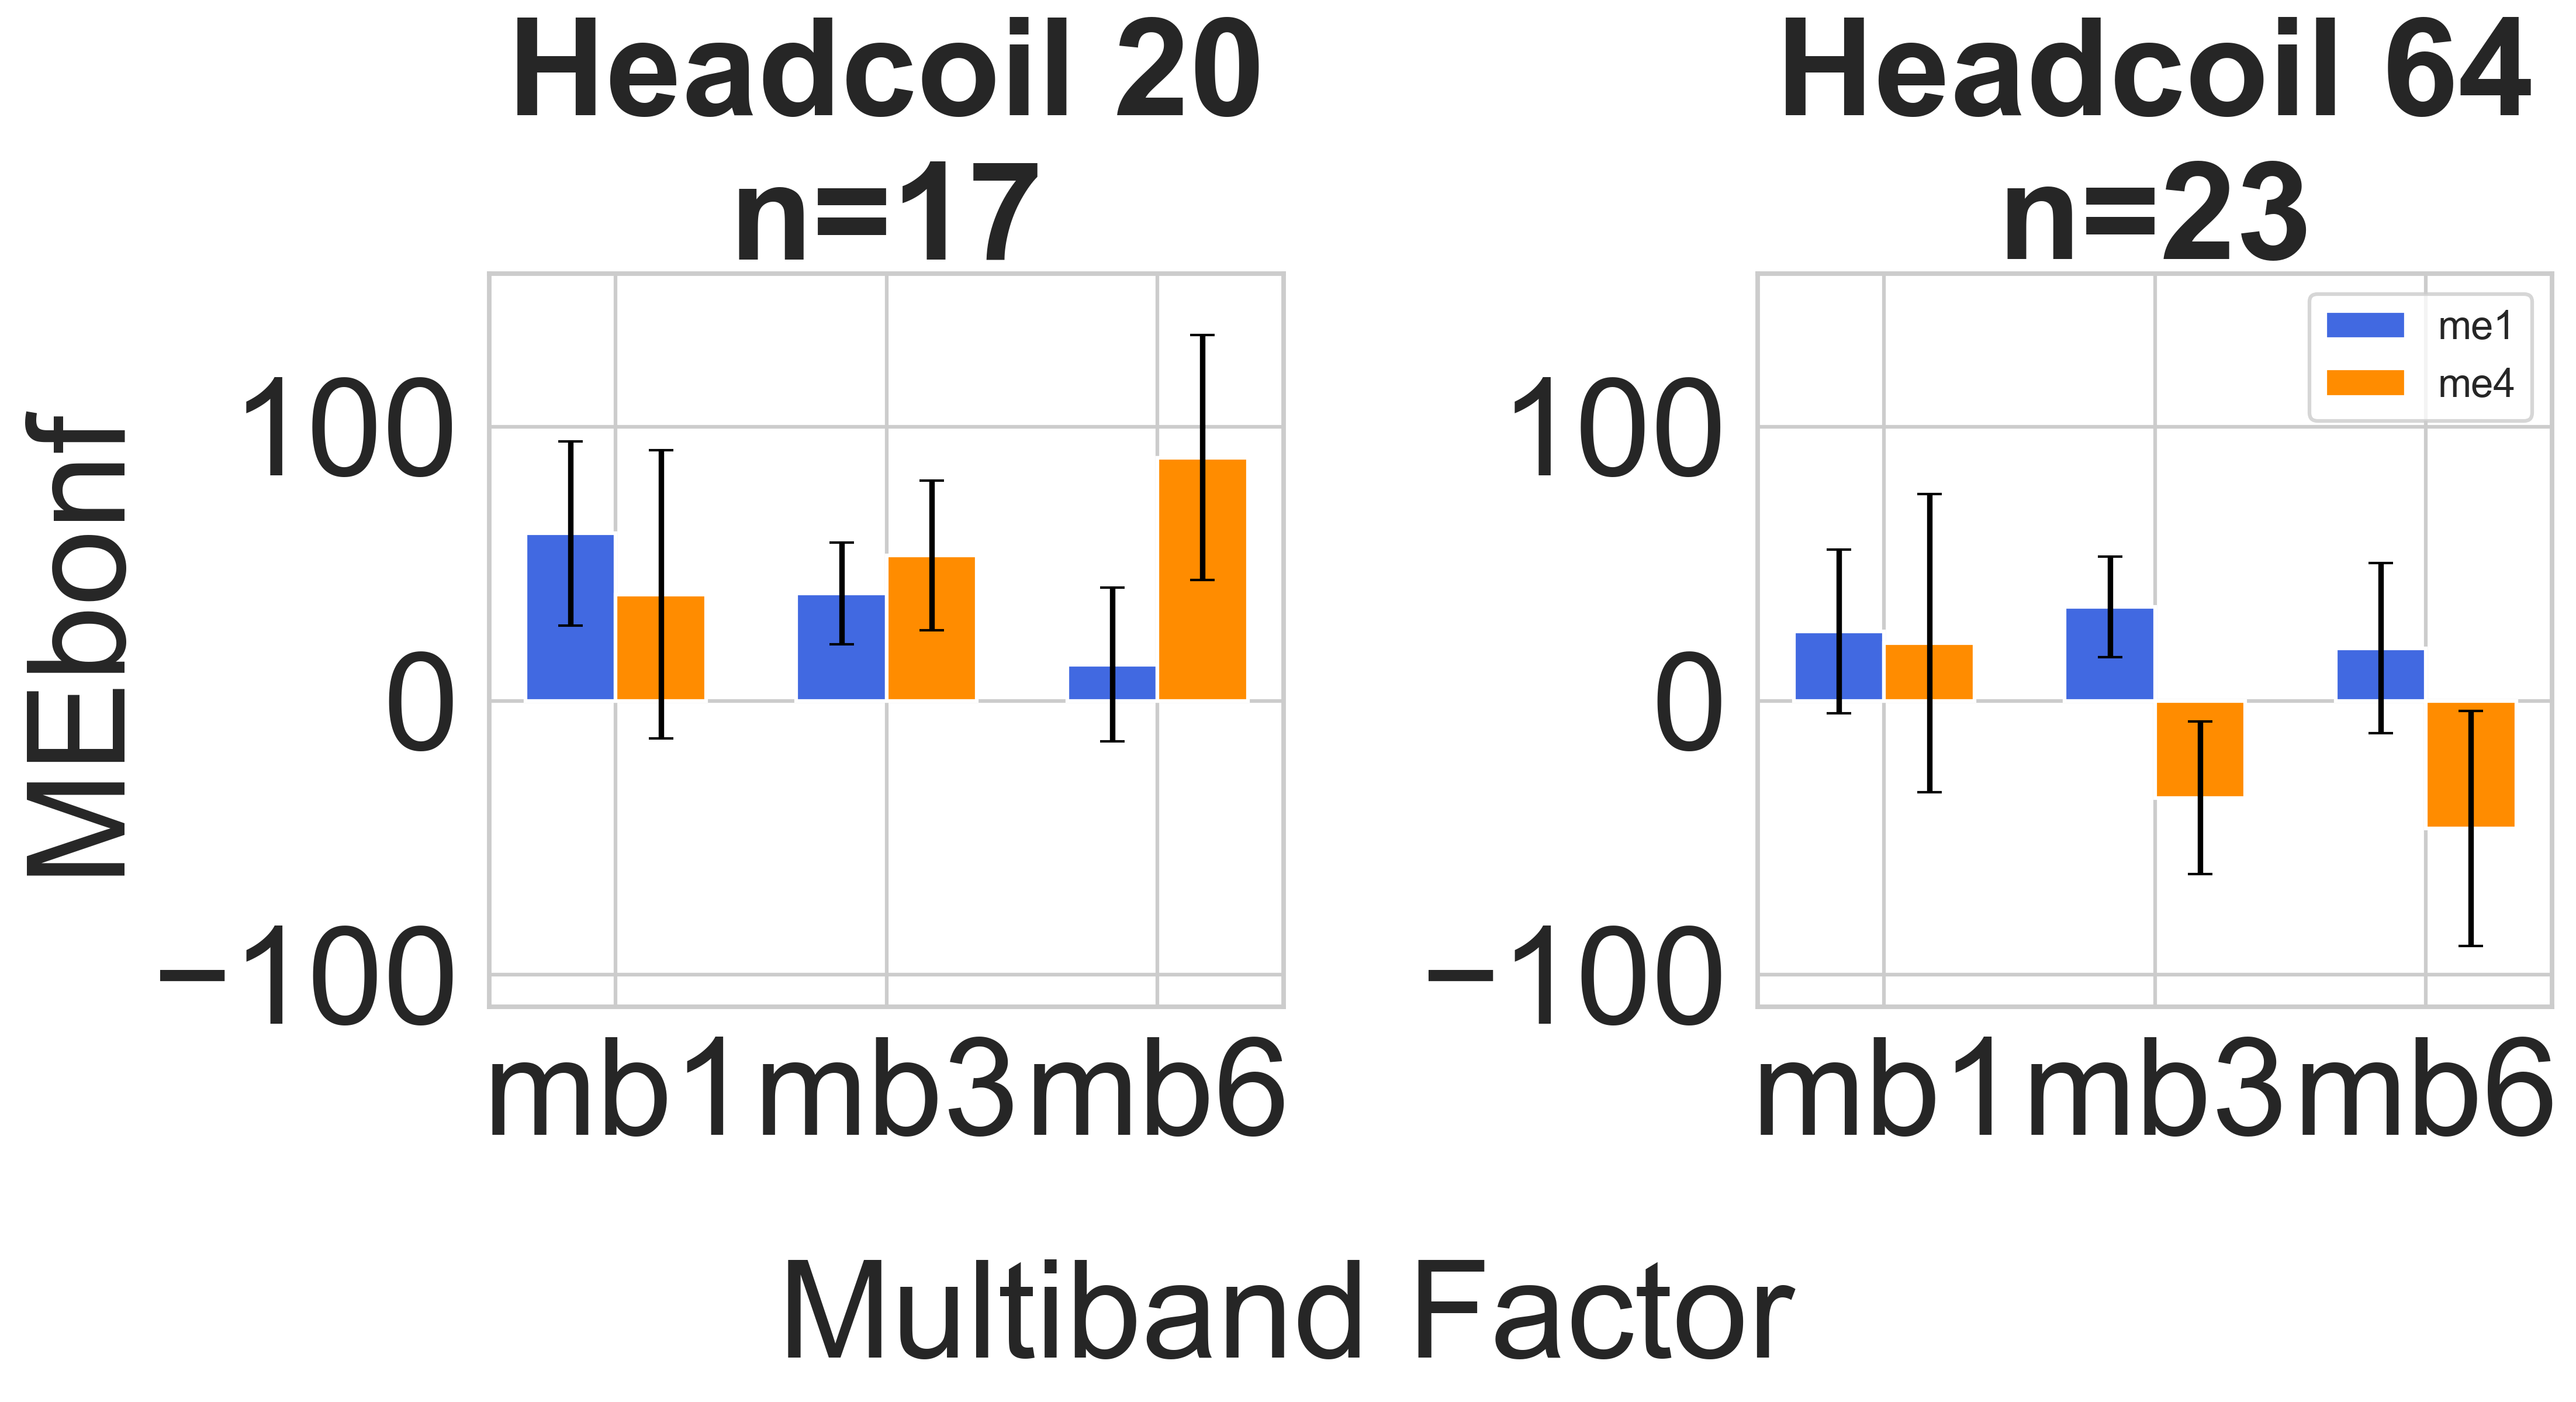 Headcoil 20
n=17
Headcoil 64
n=23
MEbonf
100
0
−100
mb1
mb3
mb6
100
0
−100
mb1
mb3
mb6
me1
me4
Multiband Factor